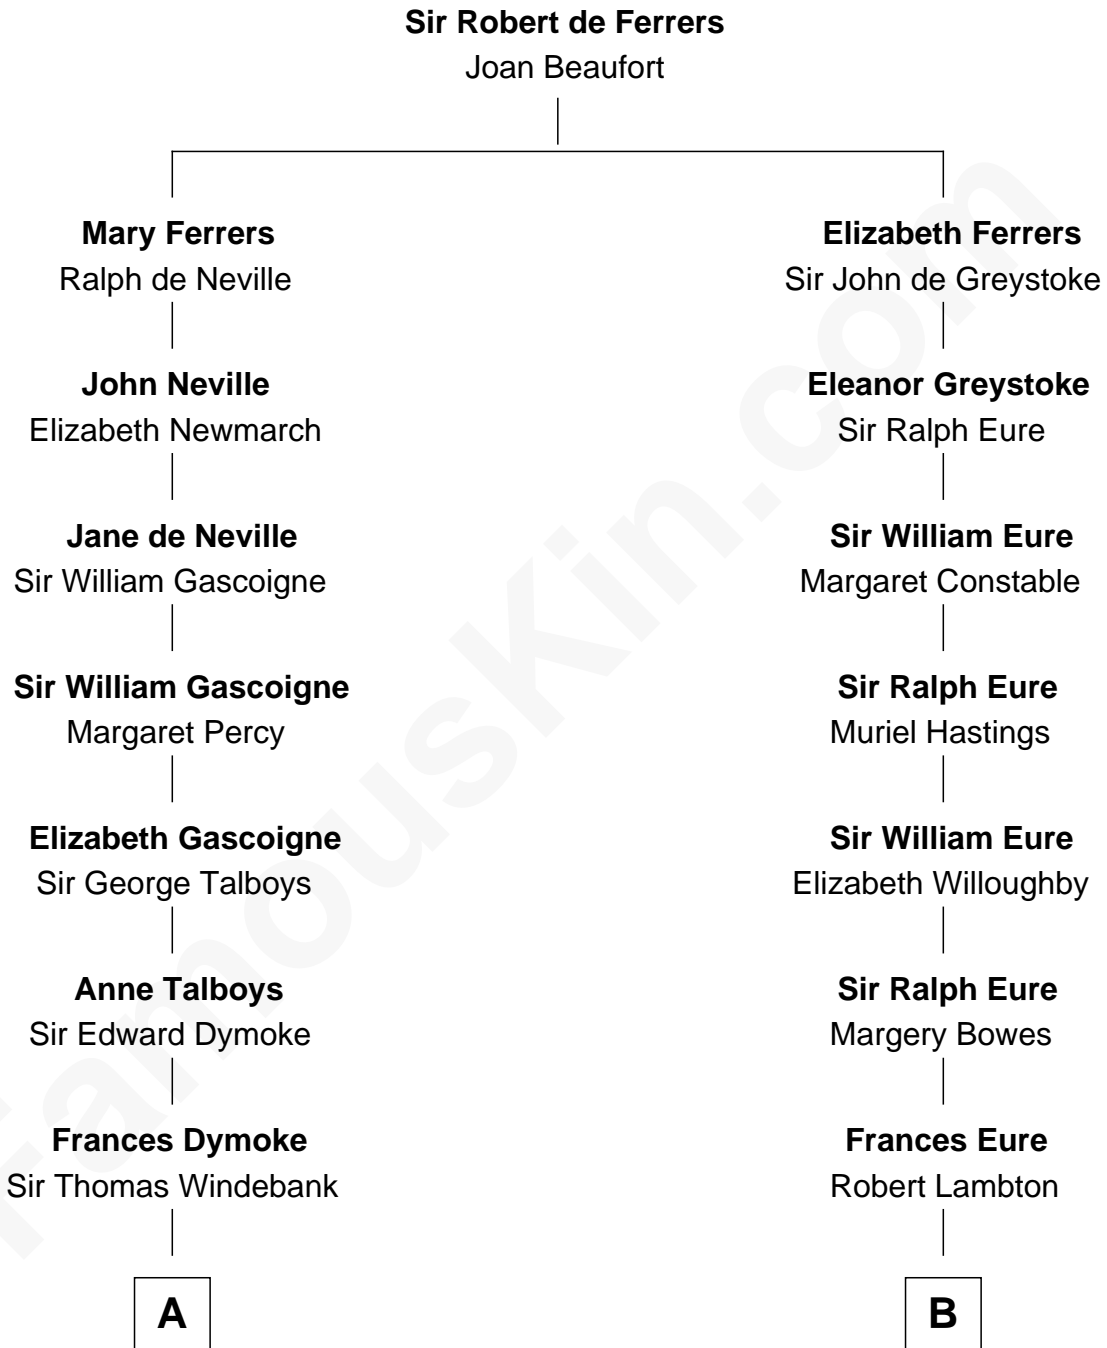 Sir Robert de Ferrers
Joan Beaufort
Mary Ferrers
Ralph de Neville
Elizabeth Ferrers
Sir John de Greystoke
John Neville
Elizabeth Newmarch
Eleanor Greystoke
Sir Ralph Eure
Jane de Neville
Sir William Gascoigne
Sir William Eure
Margaret Constable
Sir William Gascoigne
Margaret Percy
Sir Ralph Eure
Muriel Hastings
Elizabeth Gascoigne
Sir George Talboys
Sir William Eure
Elizabeth Willoughby
Anne Talboys
Sir Edward Dymoke
Sir Ralph Eure
Margery Bowes
Frances Dymoke
Sir Thomas Windebank
Frances Eure
Robert Lambton
A
B
FamousKin.com